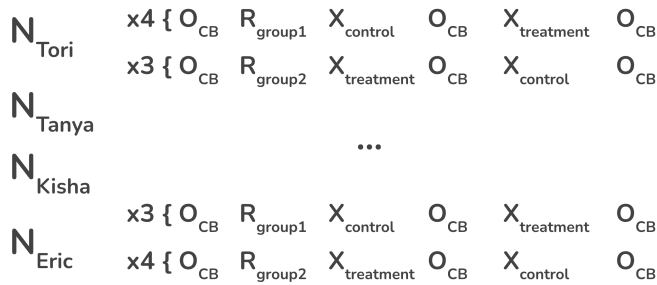 x4 { O_CB R_group1 X_control O_CB X_treatment O_CB
N_Tori
x3 { O_CB R_group2 X_treatment O_CB X_control O_CB
N_Tanya
...
N_Kisha
x3 { O_CB R_group1 X_control O_CB X_treatment O_CB
N_Eric
x4 { O_CB R_group2 X_treatment O_CB X_control O_CB